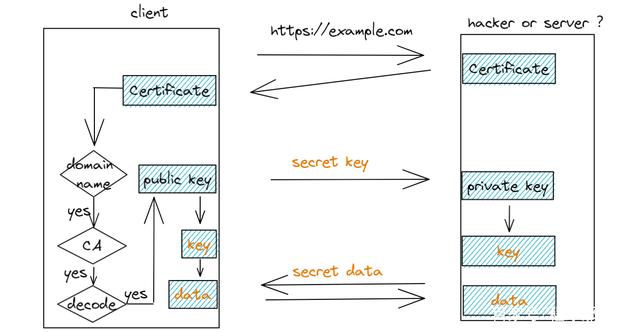 client
hacker or server ?
https://example.com
Certificate
Certificate
domain
name
secret key
public key
private key
yes
CA
key
key
yes
secret data
decode
yes
data
data